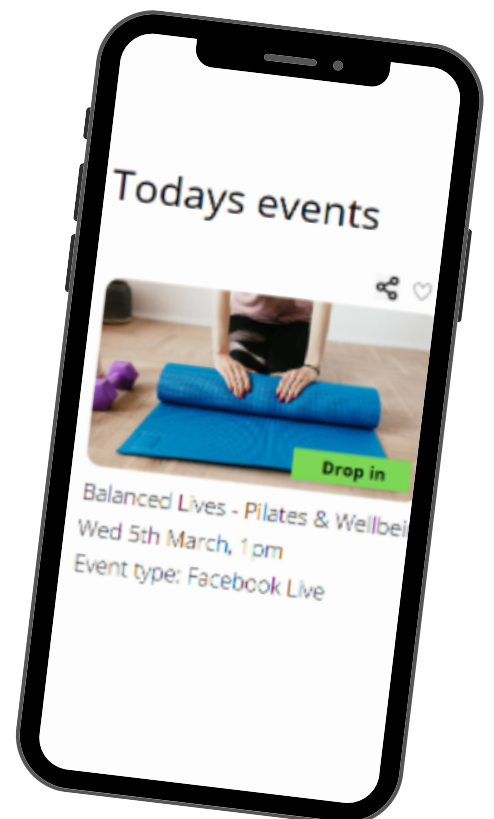 Todays events
Drop in
Balanced Lives - Pilates & Wellbei
Wed 5th March, 1pm
Event type: Facebook Live